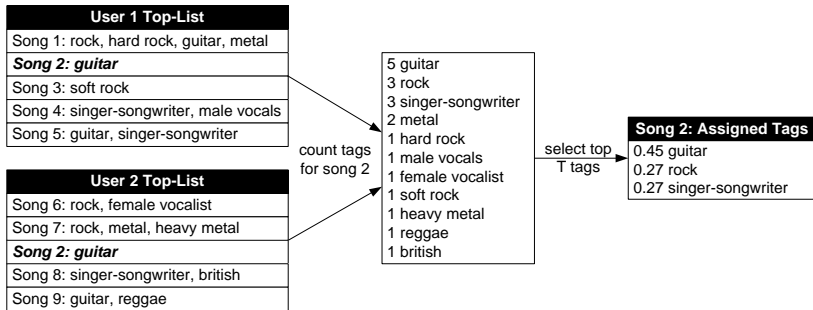 User 1 Top-List
Song 1: rock, hard rock, guitar, metal
Song 2: guitar
Song 3: soft rock
Song 4: singer-songwriter, male vocals
Song 5: guitar, singer-songwriter
User 2 Top-List
Song 6: rock, female vocalist
Song 7: rock, metal, heavy metal
Song 2: guitar
Song 8: singer-songwriter, british
Song 9: guitar, reggae
count tags
for song 2
5 guitar
3 rock
3 singer-songwriter
2 metal
1 hard rock
1 male vocals
1 female vocalist
1 soft rock
1 heavy metal
1 reggae
1 british
select top
T tags
Song 2: Assigned Tags
0.45 guitar
0.27 rock
0.27 singer-songwriter